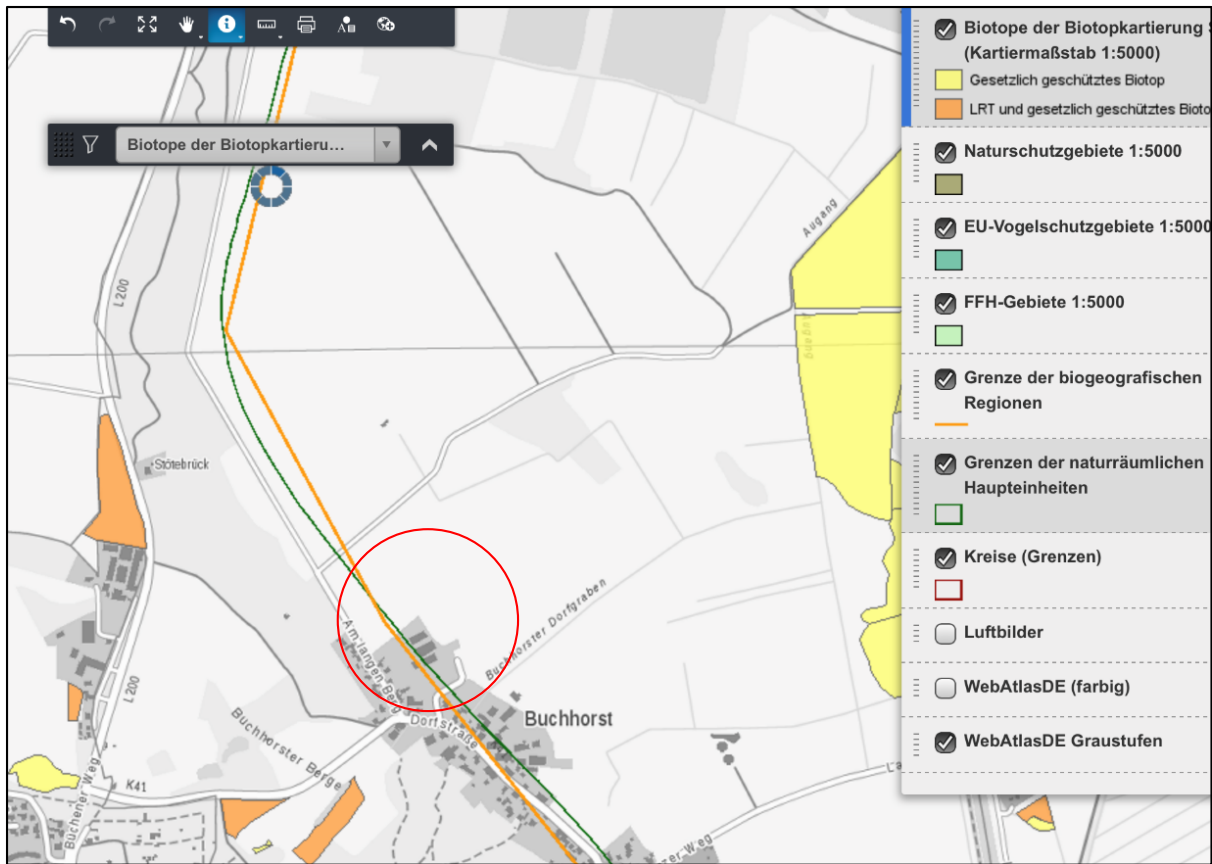 Biotope der Biotopkartieru...
Biotope der Biotopkartierung
(Kartiermaßstab 1:5000)
Gesetzlich geschütztes Biotop
LRT und gesetzlich geschütztes Bioto
Naturschutzgebiete 1:5000
EU-Vogelschutzgebiete 1:5000
FFH-Gebiete 1:5000
Grenze der biogeografischen
Regionen
Grenzen der naturräumlichen
Haupteinheiten
Kreise (Grenzen)
Luftbilder
WebAtlasDE (farbig)
WebAtlasDE Graustufen
Augang
Augang
L200
Stötebrück
Buchhorster Dorfgraben
Am langen Berg
L200
Buchhorst
Dorfstraße
Buchhorster Berge
K41
Büchener Weg